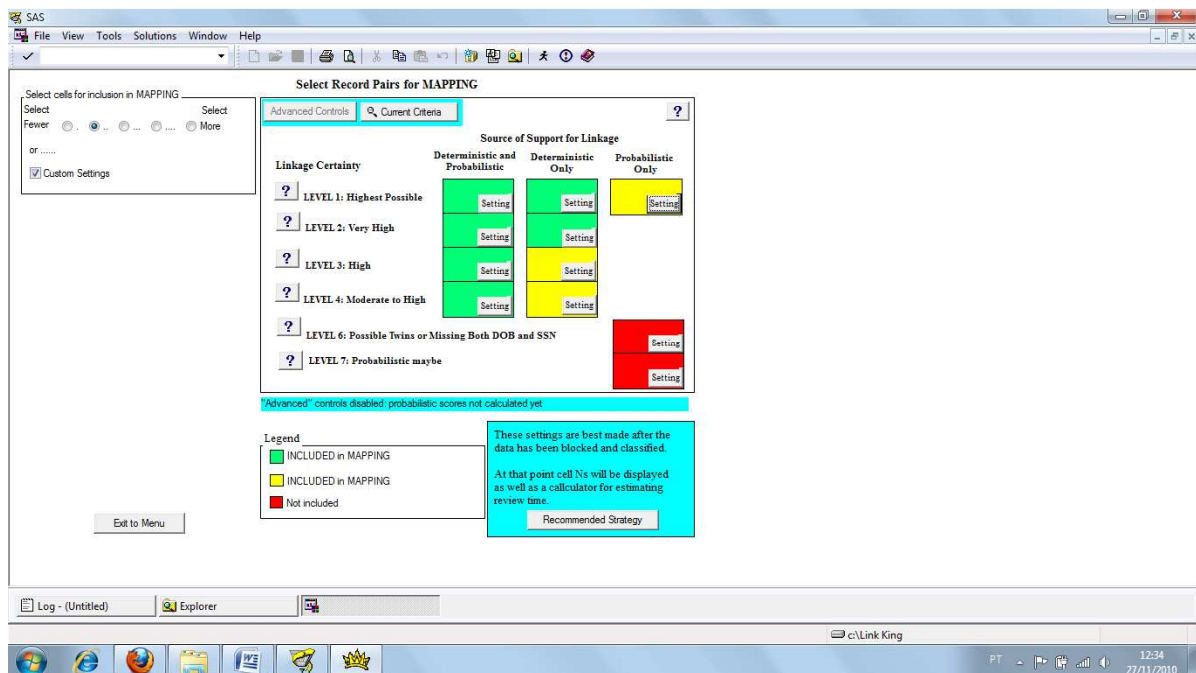 SAS
File View Tools Solutions Window Help
Select cells for inclusion in MAPPING
Select Select
Fewer . .. ... .... More
or ......
Custom Settings
Exit to Menu
Select Record Pairs for MAPPING
Advanced Controls Current Criteria ?
Source of Support for Linkage
Linkage Certainty Deterministic and Probabilistic Deterministic Only Probabilistic Only
? LEVEL 1: Highest Possible Setting Setting Setting
? LEVEL 2: Very High Setting Setting
? LEVEL 3: High Setting Setting
? LEVEL 4: Moderate to High Setting Setting
? LEVEL 6: Possible Twins or Missing Both DOB and SSN Setting
? LEVEL 7: Probabilistic maybe Setting
"Advanced" controls disabled: probabilistic scores not calculated yet
Legend
INCLUDED in MAPPING
INCLUDED in MAPPING
Not included
These settings are best made after the
data has been blocked and classified.
At that point cell Ns will be displayed
as well as a callculator for estimating
review time.
Recommended Strategy
Log - (Untitled) Explorer
c:\Link King
PT 12:34
27/11/2010